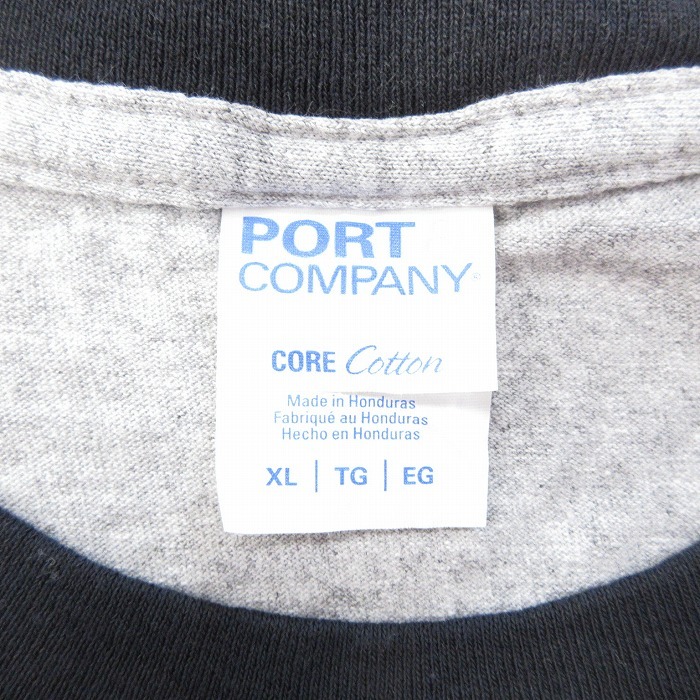 PORT
COMPANY®
CORE Cotton
Made in Honduras
Fabriqué au Honduras
Hecho en Honduras
XL | TG | EG